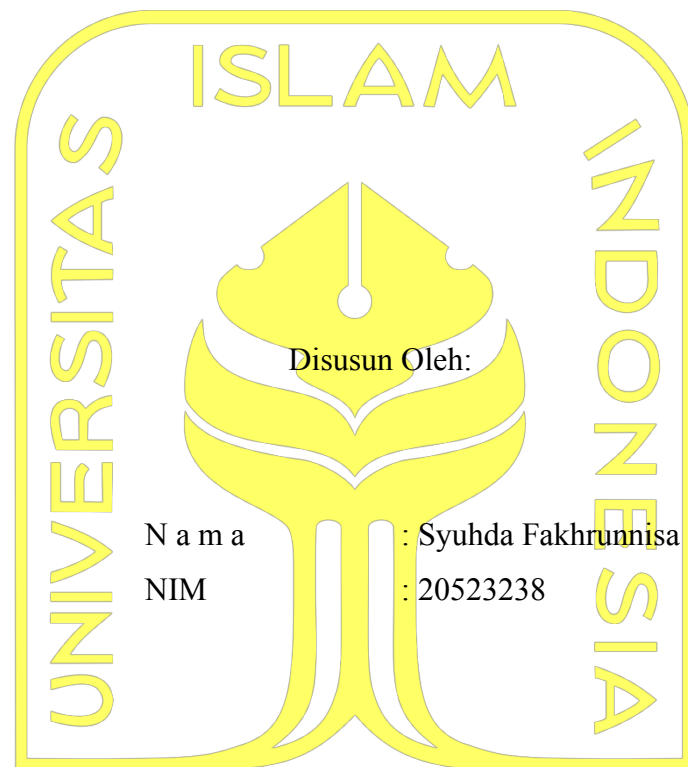 ISLAM
UNIVERSITAS
INDONESIA
Disusun Oleh:
N a m a : Syuhda Fakhrunnisa
NIM : 20523238